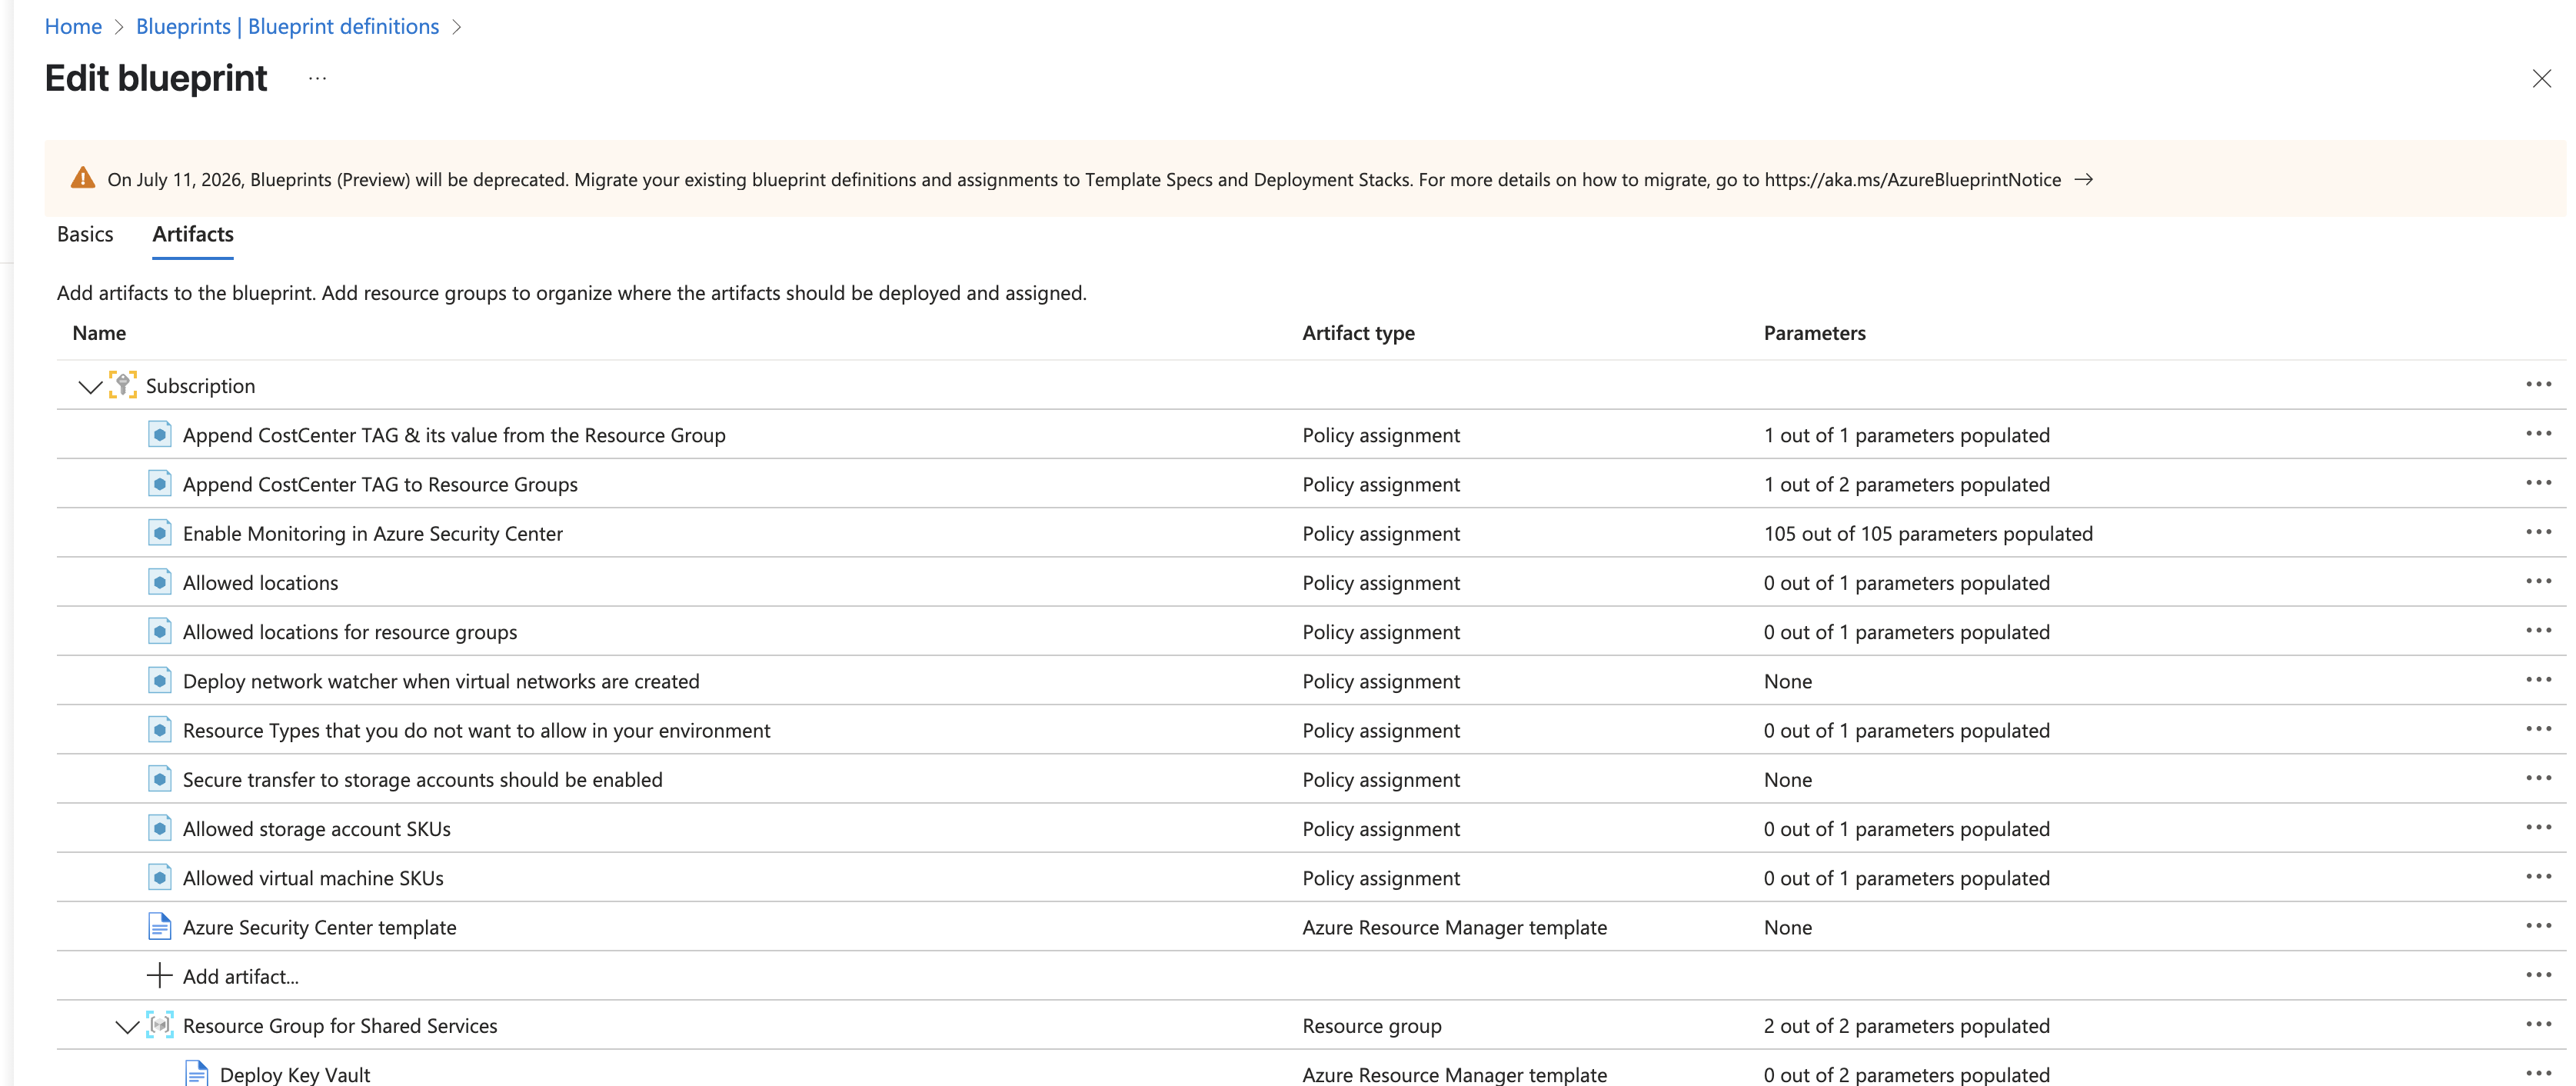 Home > Blueprints | Blueprint definitions >
Edit blueprint ...
On July 11, 2026, Blueprints (Preview) will be deprecated. Migrate your existing blueprint definitions and assignments to Template Specs and Deployment Stacks. For more details on how to migrate, go to https://aka.ms/AzureBlueprintNotice →
Basics Artifacts
Add artifacts to the blueprint. Add resource groups to organize where the artifacts should be deployed and assigned.
Name Artifact type Parameters
Subscription
Append CostCenter TAG & its value from the Resource Group Policy assignment 1 out of 1 parameters populated
Append CostCenter TAG to Resource Groups Policy assignment 1 out of 2 parameters populated
Enable Monitoring in Azure Security Center Policy assignment 105 out of 105 parameters populated
Allowed locations Policy assignment 0 out of 1 parameters populated
Allowed locations for resource groups Policy assignment 0 out of 1 parameters populated
Deploy network watcher when virtual networks are created Policy assignment None
Resource Types that you do not want to allow in your environment Policy assignment 0 out of 1 parameters populated
Secure transfer to storage accounts should be enabled Policy assignment None
Allowed storage account SKUs Policy assignment 0 out of 1 parameters populated
Allowed virtual machine SKUs Policy assignment 0 out of 1 parameters populated
Azure Security Center template Azure Resource Manager template None
Add artifact...
Resource Group for Shared Services Resource group 2 out of 2 parameters populated
Deploy Key Vault Azure Resource Manager template 0 out of 2 parameters populated